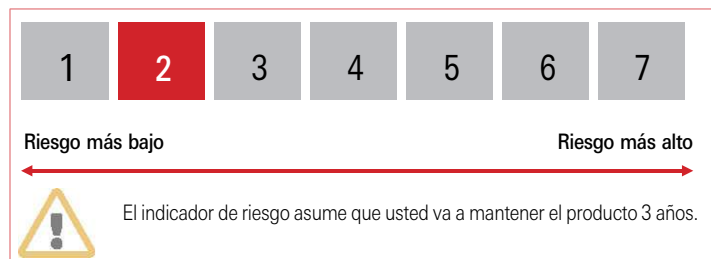 1 2 3 4 5 6 7
Riesgo más bajo Riesgo más alto
El indicador de riesgo asume que usted va a mantener el producto 3 años.